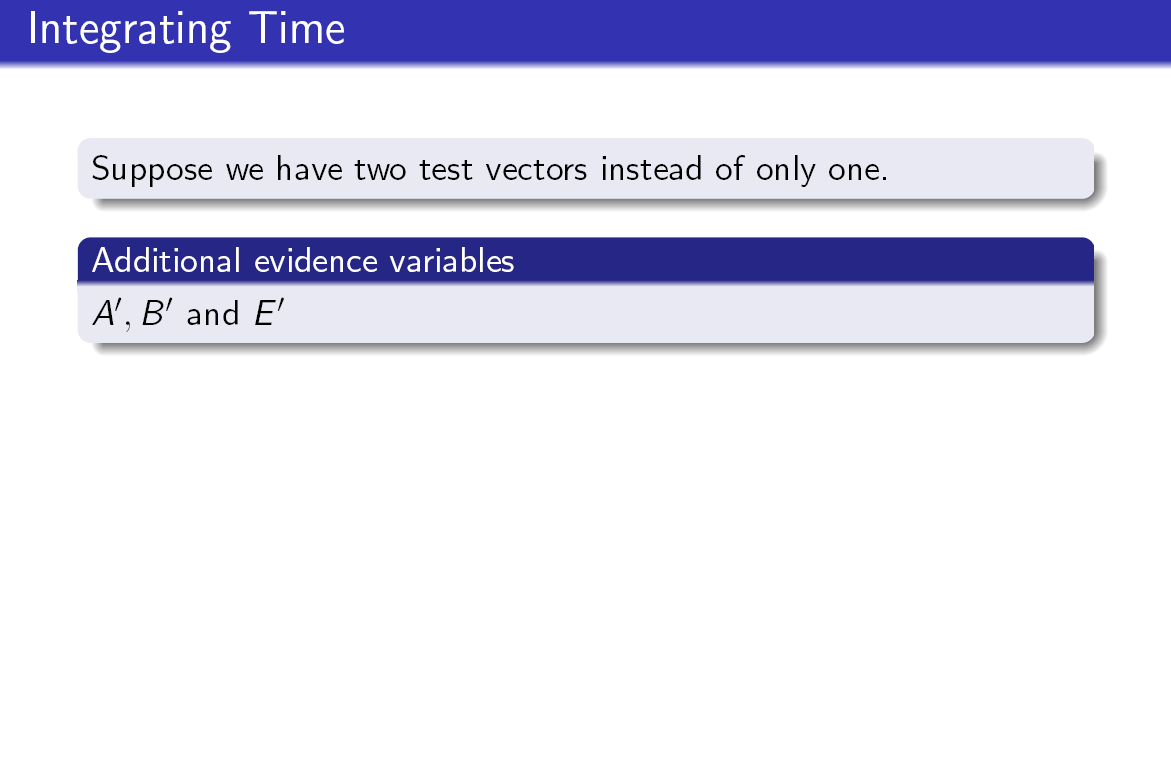 Integrating Time
Suppose we have two test vectors instead of only one.
Additional evidence variables
A′, B′ and E′